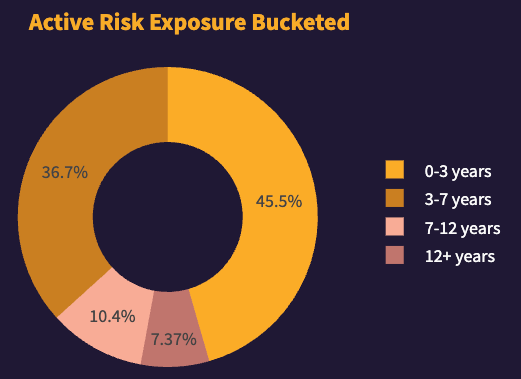 Active Risk Exposure Bucketed
36.7%
45.5%
10.4%
7.37%
0-3 years
3-7 years
7-12 years
12+ years